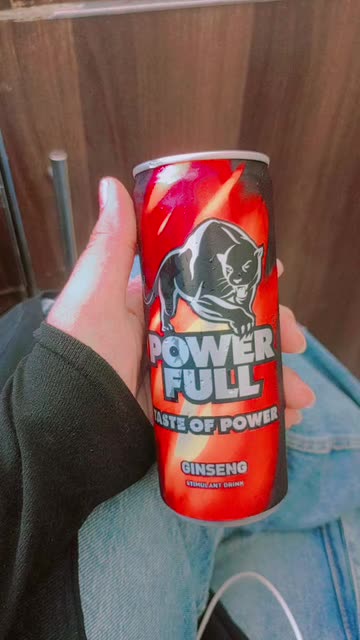 POWER
FULL
TASTE OF POWER
GINSENG
STIMULANT DRINK